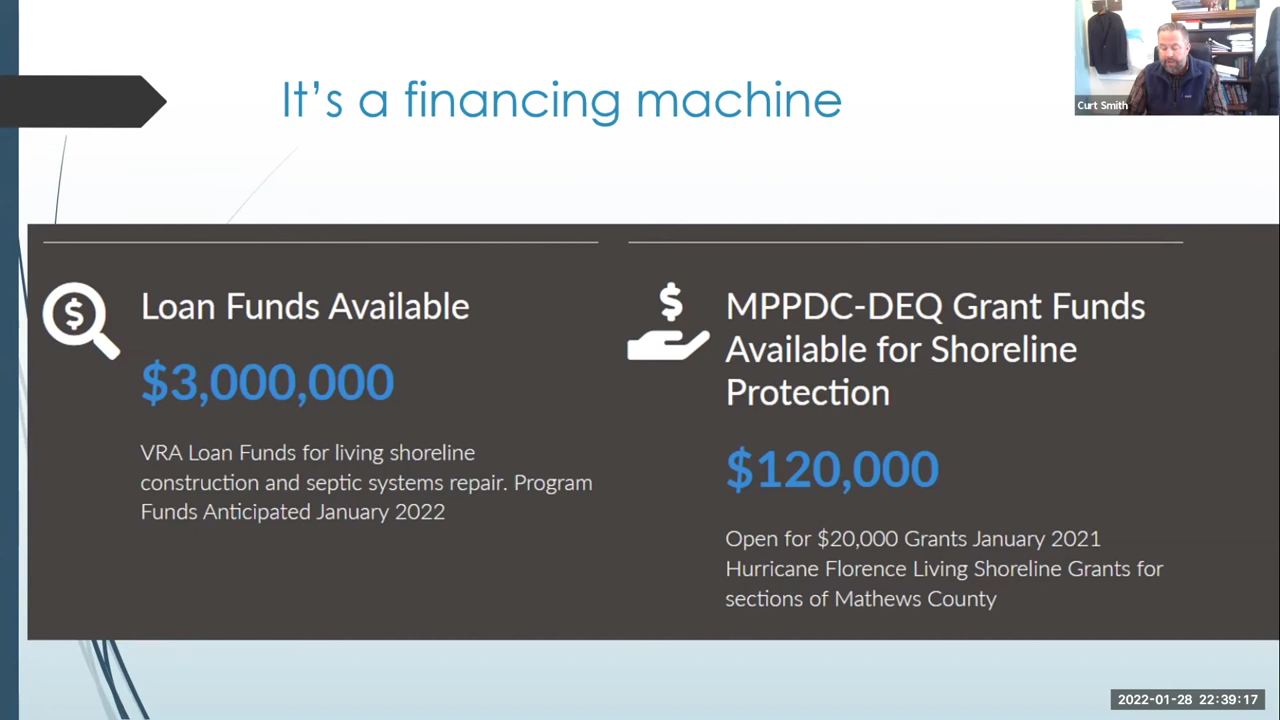 It's a financing machine
Curt Smith
$
Loan Funds Available
$3,000,000
VRA Loan Funds for living shoreline
construction and septic systems repair. Program
Funds Anticipated January 2022
$
MPPDC-DEQ Grant Funds
Available for Shoreline
Protection
$120,000
Open for $20,000 Grants January 2021
Hurricane Florence Living Shoreline Grants for
sections of Mathews County
2022-01-28 22:39:17